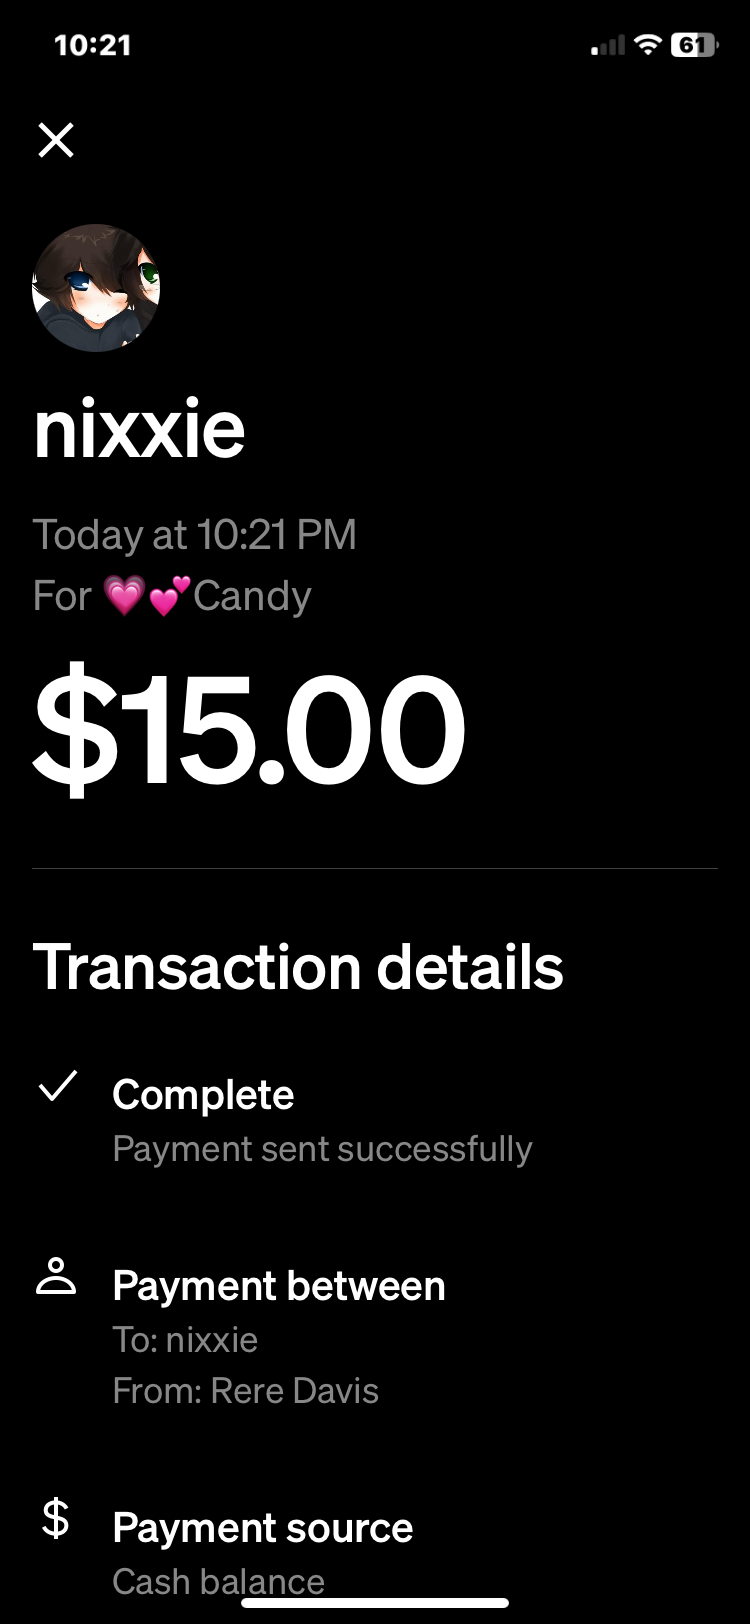 10:21
61
nixxie
Today at 10:21 PM
For 💗💕Candy
$15.00
Transaction details
Complete
Payment sent successfully
Payment between
To: nixxie
From: Rere Davis
Payment source
Cash balance